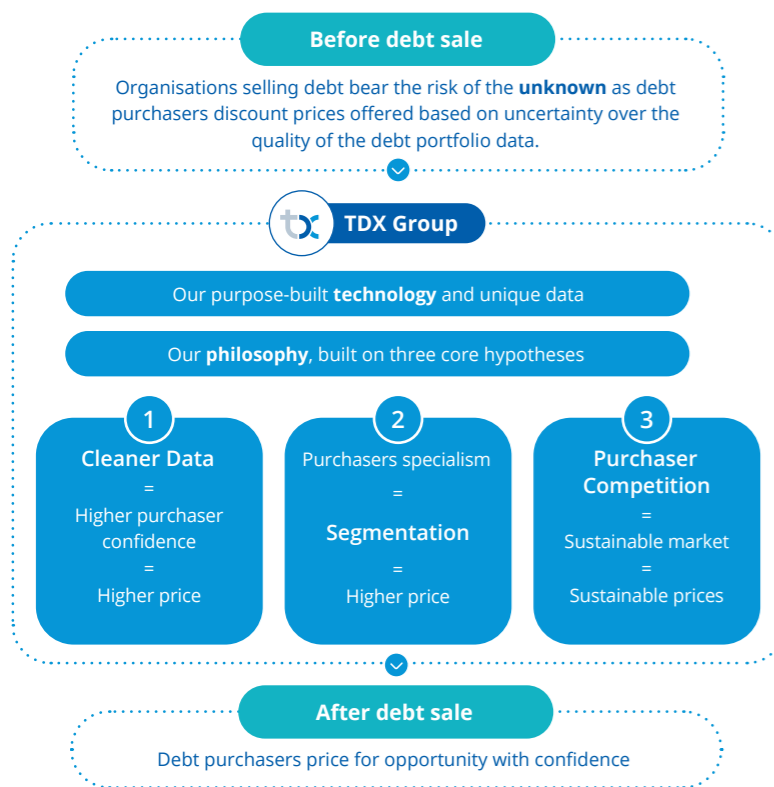 Before debt sale
Organisations selling debt bear the risk of the unknown as debt
purchasers discount prices offered based on uncertainty over the
quality of the debt portfolio data.
tx TDX Group
Our purpose-built technology and unique data
Our philosophy, built on three core hypotheses
1
Cleaner Data
=
Higher purchaser
confidence
=
Higher price
2
Purchasers specialism
=
Segmentation
=
Higher price
3
Purchaser
Competition
=
Sustainable market
=
Sustainable prices
After debt sale
Debt purchasers price for opportunity with confidence